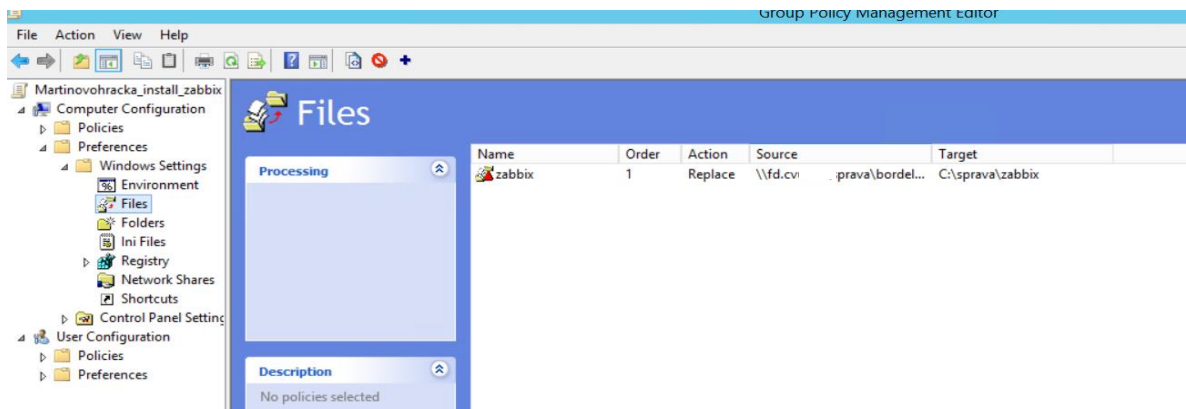 Group Policy Management Editor
File Action View Help
Martinovohracka_install_zabbix
Computer Configuration
Policies
Preferences
Windows Settings
Environment
Files
Folders
Ini Files
Registry
Network Shares
Shortcuts
Control Panel Setting
User Configuration
Policies
Preferences
Files
Processing
Description
No policies selected
Name Order Action Source Target
zabbix 1 Replace \\fd.cv prava\bordel... C:\sprava\zabbix